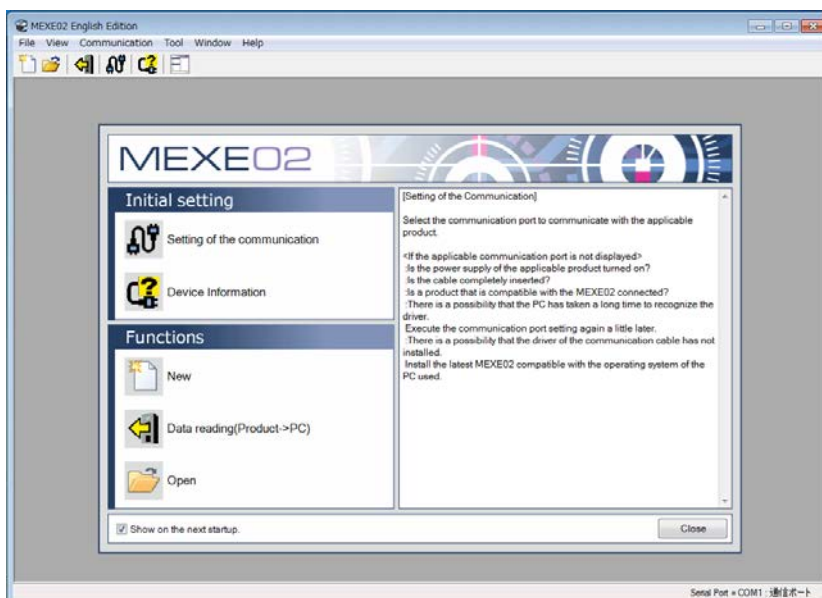 MEXE02 English Edition
File View Communication Tool Window Help
MEXE02
Initial setting
Setting of the communication
Device Information
Functions
New
Data reading(Product->PC)
Open
[Setting of the Communication]
Select the communication port to communicate with the applicable
product.
<If the applicable communication port is not displayed>
:Is the power supply of the applicable product turned on?
:Is the cable completely inserted?
:Is a product that is compatible with the MEXE02 connected?
:There is a possibility that the PC has taken a long time to recognize the
driver.
Execute the communication port setting again a little later.
:There is a possibility that the driver of the communication cable has not
installed.
Install the latest MEXE02 compatible with the operating system of the
PC used.
Show on the next startup.
Close
Serial Port = COM1 : 通信ポート